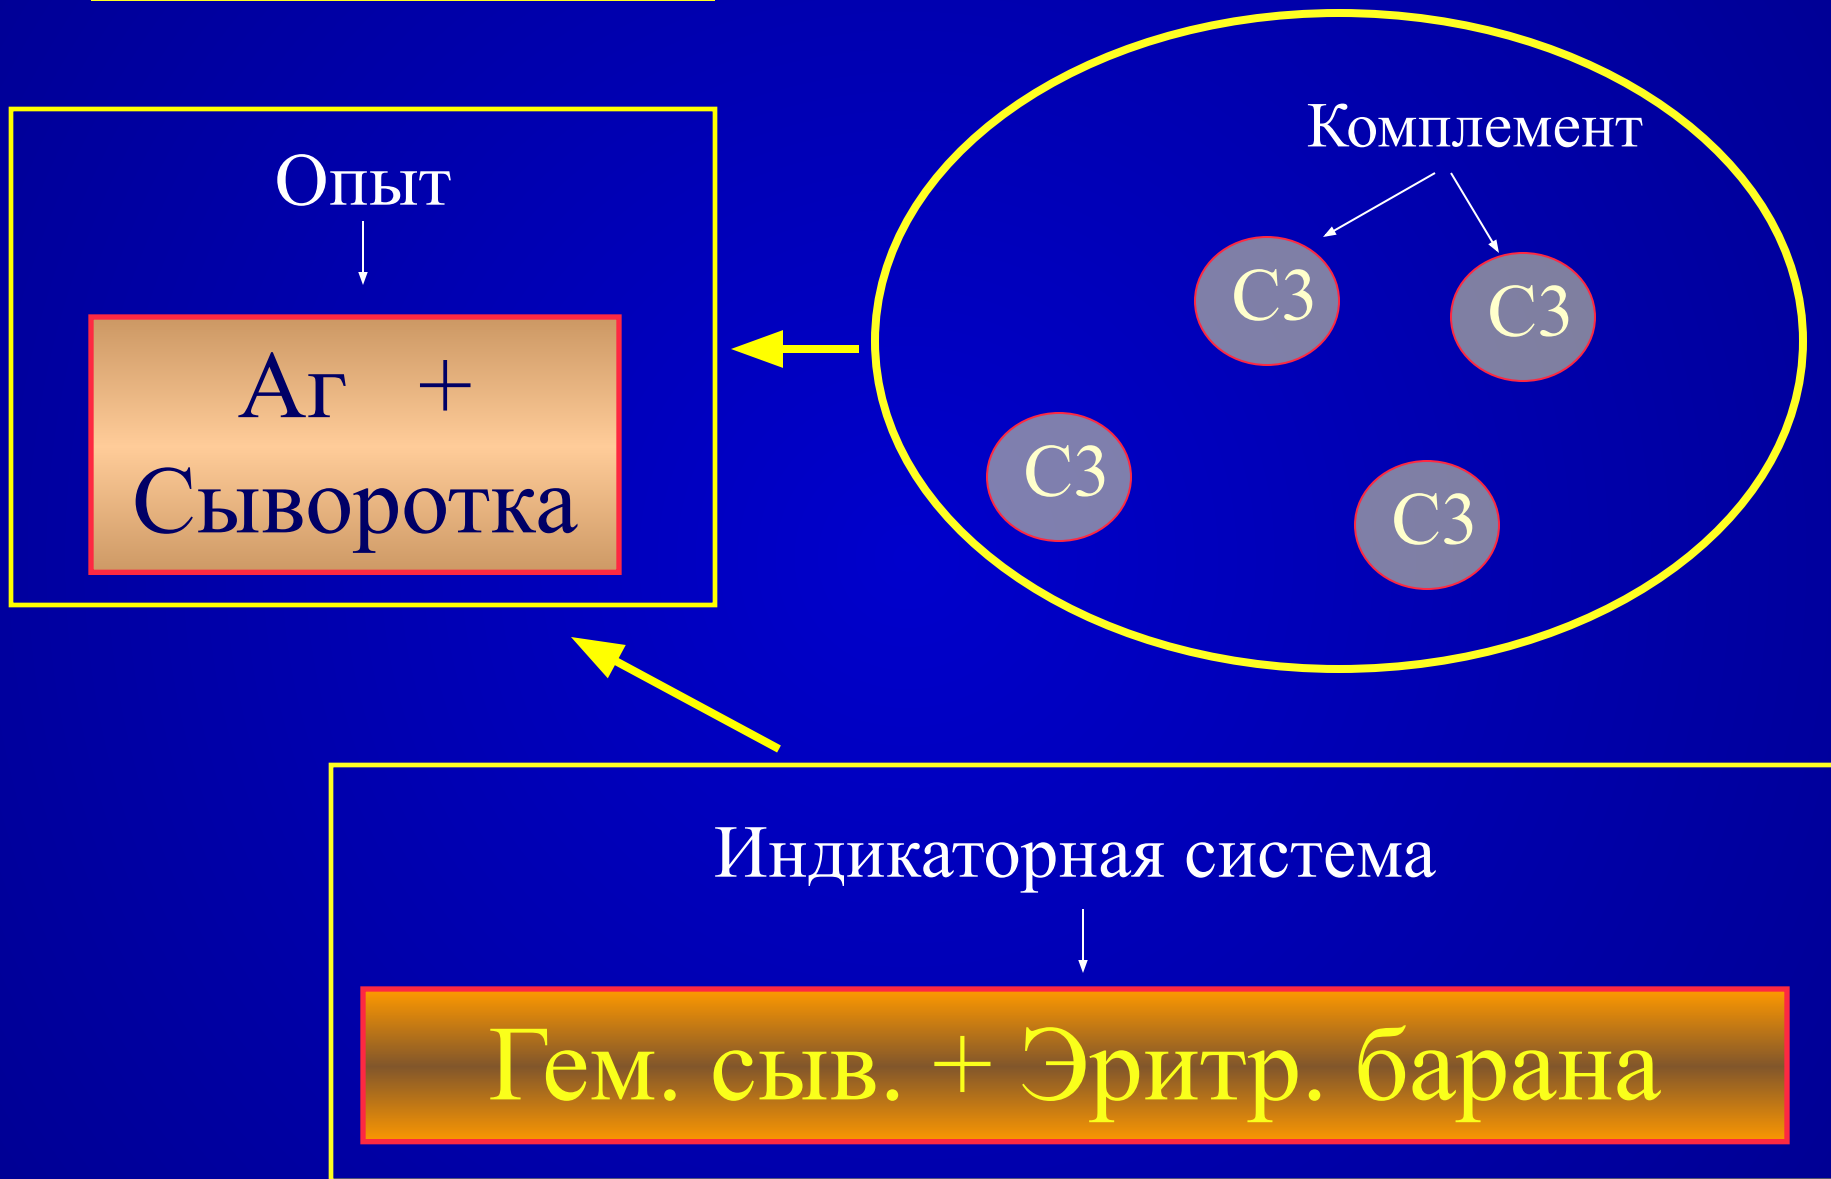 Опыт
Аг +
Сыворотка
Комплемент
С3
С3
С3
С3
Индикаторная система
Гем. сыв. + Эритр. барана